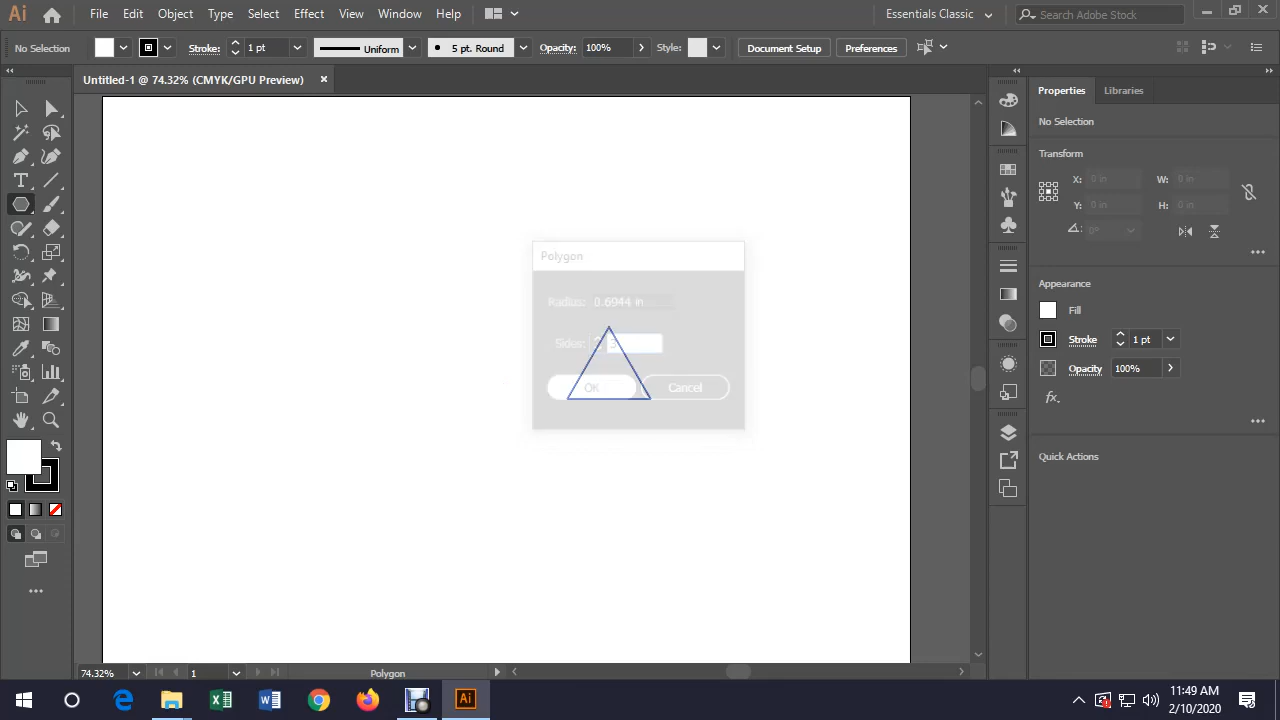 Ai File Edit Object Type Select Effect View Window Help Essentials Classic Search Adobe Stock
No Selection Stroke: 1 pt Uniform 5 pt. Round Opacity: 100% Style: Document Setup Preferences
Untitled-1 @ 74.32% (CMYK/GPU Preview)
Properties Libraries
No Selection
Transform
X: 0 in W: 0 in
Y: 0 in H: 0 in
0°
Polygon
Radius: 0.6944 in
Sides: 3
OK Cancel
Appearance
Fill
Stroke 1 pt
Opacity 100%
fx.
Quick Actions
74.32% 1 Polygon
Ai 11:49 AM
2/10/2020